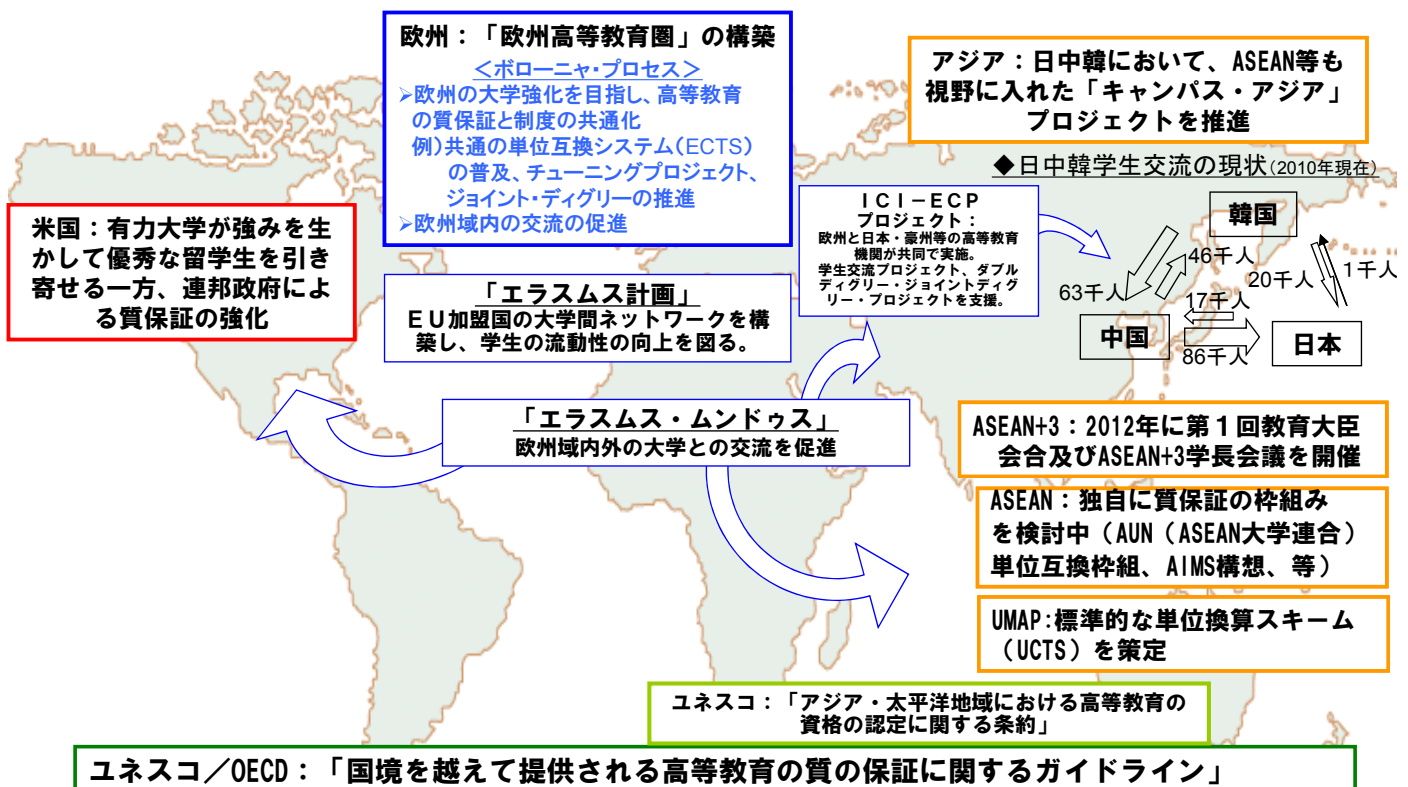 欧州：「欧州高等教育圏」の構築
＜ボローニャ・プロセス＞
➢欧州の大学強化を目指し、高等教育
の質保証と制度の共通化
例）共通の単位互換システム（ECTS）
の普及、チューニングプロジェクト、
ジョイント・ディグリーの推進
➢欧州域内の交流の促進
アジア：日中韓において、ASEAN等も
視野に入れた「キャンパス・アジア」
プロジェクトを推進
◆日中韓学生交流の現状（2010年現在）
米国：有力大学が強みを生
かして優秀な留学生を引き
寄せる一方、連邦政府によ
る質保証の強化
ＩＣＩ－ＥＣＰ
プロジェクト：
欧州と日本・豪州等の高等教育
機関が共同で実施。
学生交流プロジェクト、ダブル
ディグリー・ジョイントディグ
リー・プロジェクトを支援。
韓国
46千人
63千人
20千人
1千人
17千人
中国
86千人
日本
「エラスムス計画」
ＥＵ加盟国の大学間ネットワークを構
築し、学生の流動性の向上を図る。
「エラスムス・ムンドゥス」
欧州域内外の大学との交流を促進
ASEAN+3：2012年に第１回教育大臣
会合及びASEAN+3学長会議を開催
ASEAN：独自に質保証の枠組み
を検討中（AUN（ASEAN大学連合）
単位互換枠組、AIMS構想、等）
UMAP:標準的な単位換算スキーム
（UCTS）を策定
ユネスコ：「アジア・太平洋地域における高等教育の
資格の認定に関する条約」
ユネスコ／OECD：「国境を越えて提供される高等教育の質の保証に関するガイドライン」